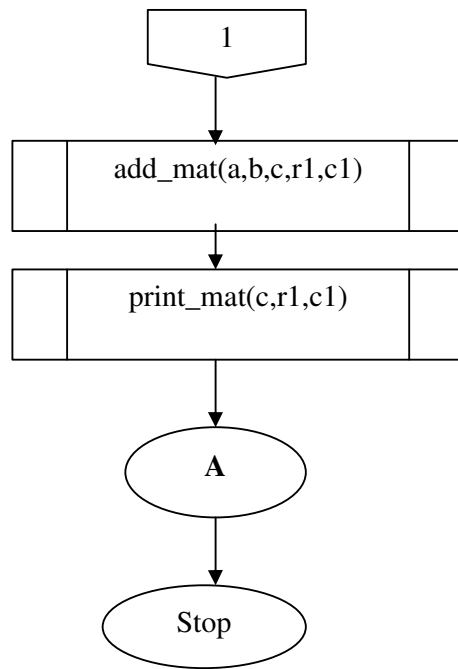 1
add_mat(a,b,c,r1,c1)
print_mat(c,r1,c1)
A
Stop